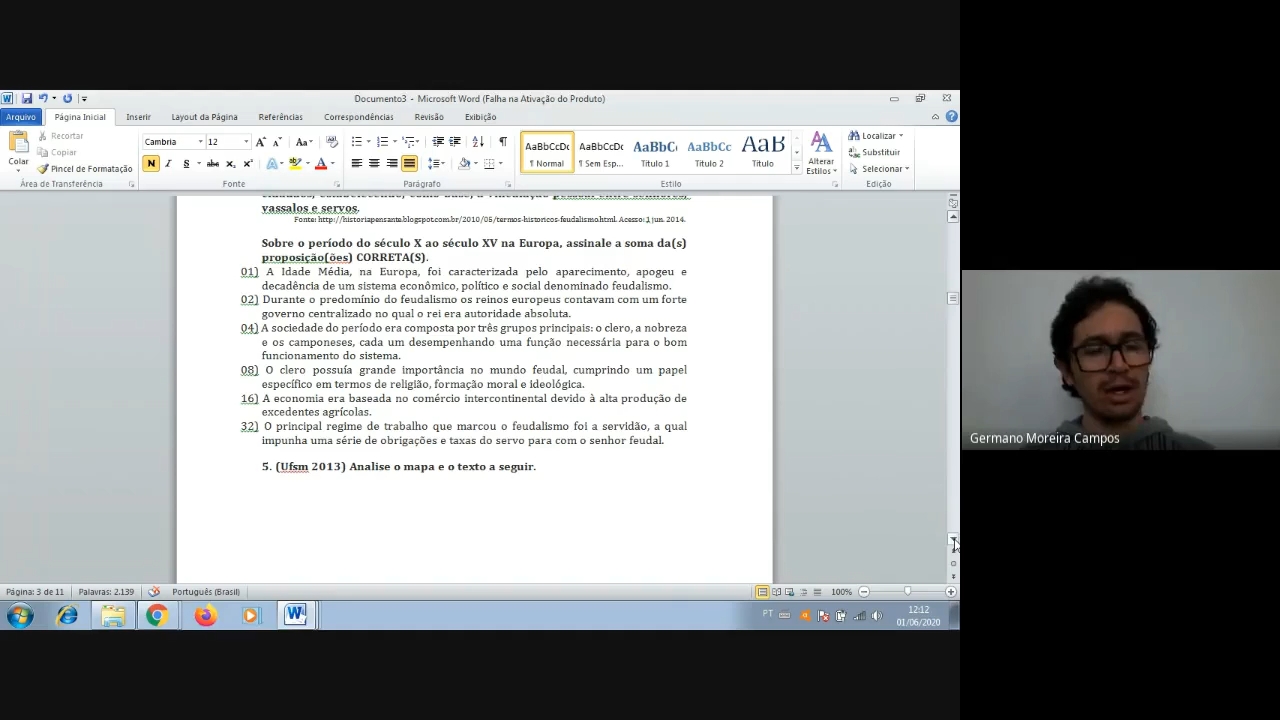 Documento3 - Microsoft Word (Falha na Ativação do Produto)
Arquivo Página Inicial Inserir Layout da Página Referências Correspondências Revisão Exibição
Recortar
Copiar
Pincel de Formatação
Colar
Área de Transferência
Cambria 12
Fonte
Parágrafo
AaBbCcDc AaBbCcDc AaBbC AaBbCc AaB
¶ Normal ¶ Sem Esp... Título 1 Título 2 Título
Alterar Estilos
Estilo
Localizar
Substituir
Selecionar
Edição
vassalos e servos.
Fonte: http://historiapensante.blogspot.com.br/2010/05/termos-historicos-feudalismo.html. Acesso: 1 jun. 2014.
Sobre o período do século X ao século XV na Europa, assinale a soma da(s)
proposição(ões) CORRETA(S).
01) A Idade Média, na Europa, foi caracterizada pelo aparecimento, apogeu e
decadência de um sistema econômico, político e social denominado feudalismo.
02) Durante o predomínio do feudalismo os reinos europeus contavam com um forte
governo centralizado no qual o rei era autoridade absoluta.
04) A sociedade do período era composta por três grupos principais: o clero, a nobreza
e os camponeses, cada um desempenhando uma função necessária para o bom
funcionamento do sistema.
08) O clero possuía grande importância no mundo feudal, cumprindo um papel
específico em termos de religião, formação moral e ideológica.
16) A economia era baseada no comércio intercontinental devido à alta produção de
excedentes agrícolas.
32) O principal regime de trabalho que marcou o feudalismo foi a servidão, a qual
impunha uma série de obrigações e taxas do servo para com o senhor feudal.
5. (Ufsm 2013) Analise o mapa e o texto a seguir.
Germano Moreira Campos
Página: 3 de 11 Palavras: 2.139 Português (Brasil) 100%
PT 12:12
01/06/2020